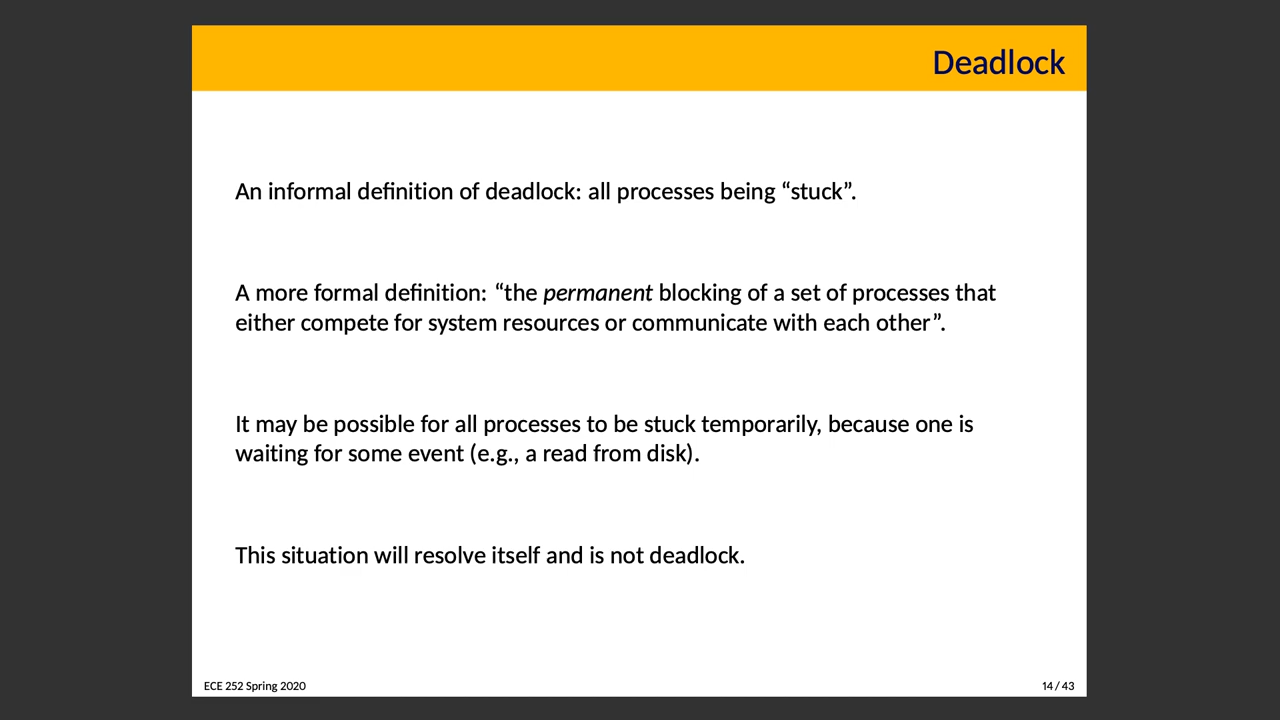 Deadlock
An informal definition of deadlock: all processes being “stuck”.
A more formal definition: “the permanent blocking of a set of processes that
either compete for system resources or communicate with each other”.
It may be possible for all processes to be stuck temporarily, because one is
waiting for some event (e.g., a read from disk).
This situation will resolve itself and is not deadlock.
ECE 252 Spring 2020
14 / 43